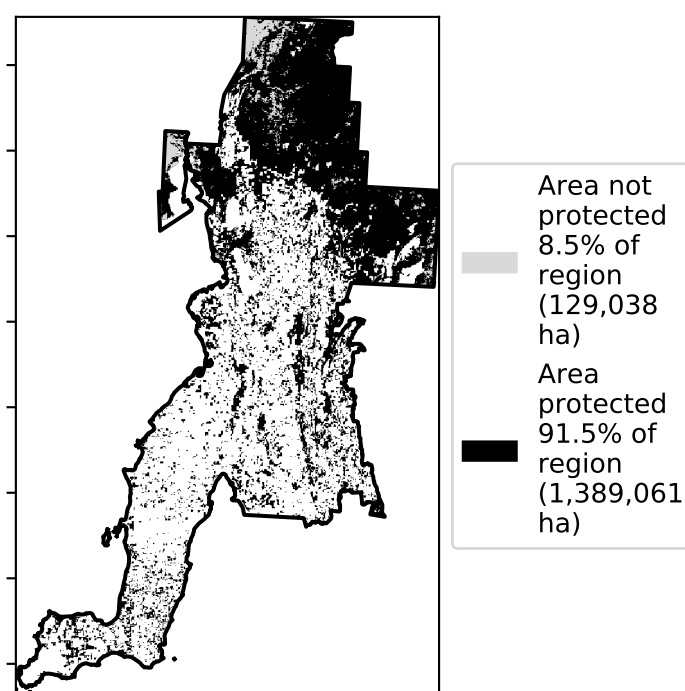 Area not
protected
8.5% of
region
(129,038
ha)
Area
protected
91.5% of
region
(1,389,061
ha)